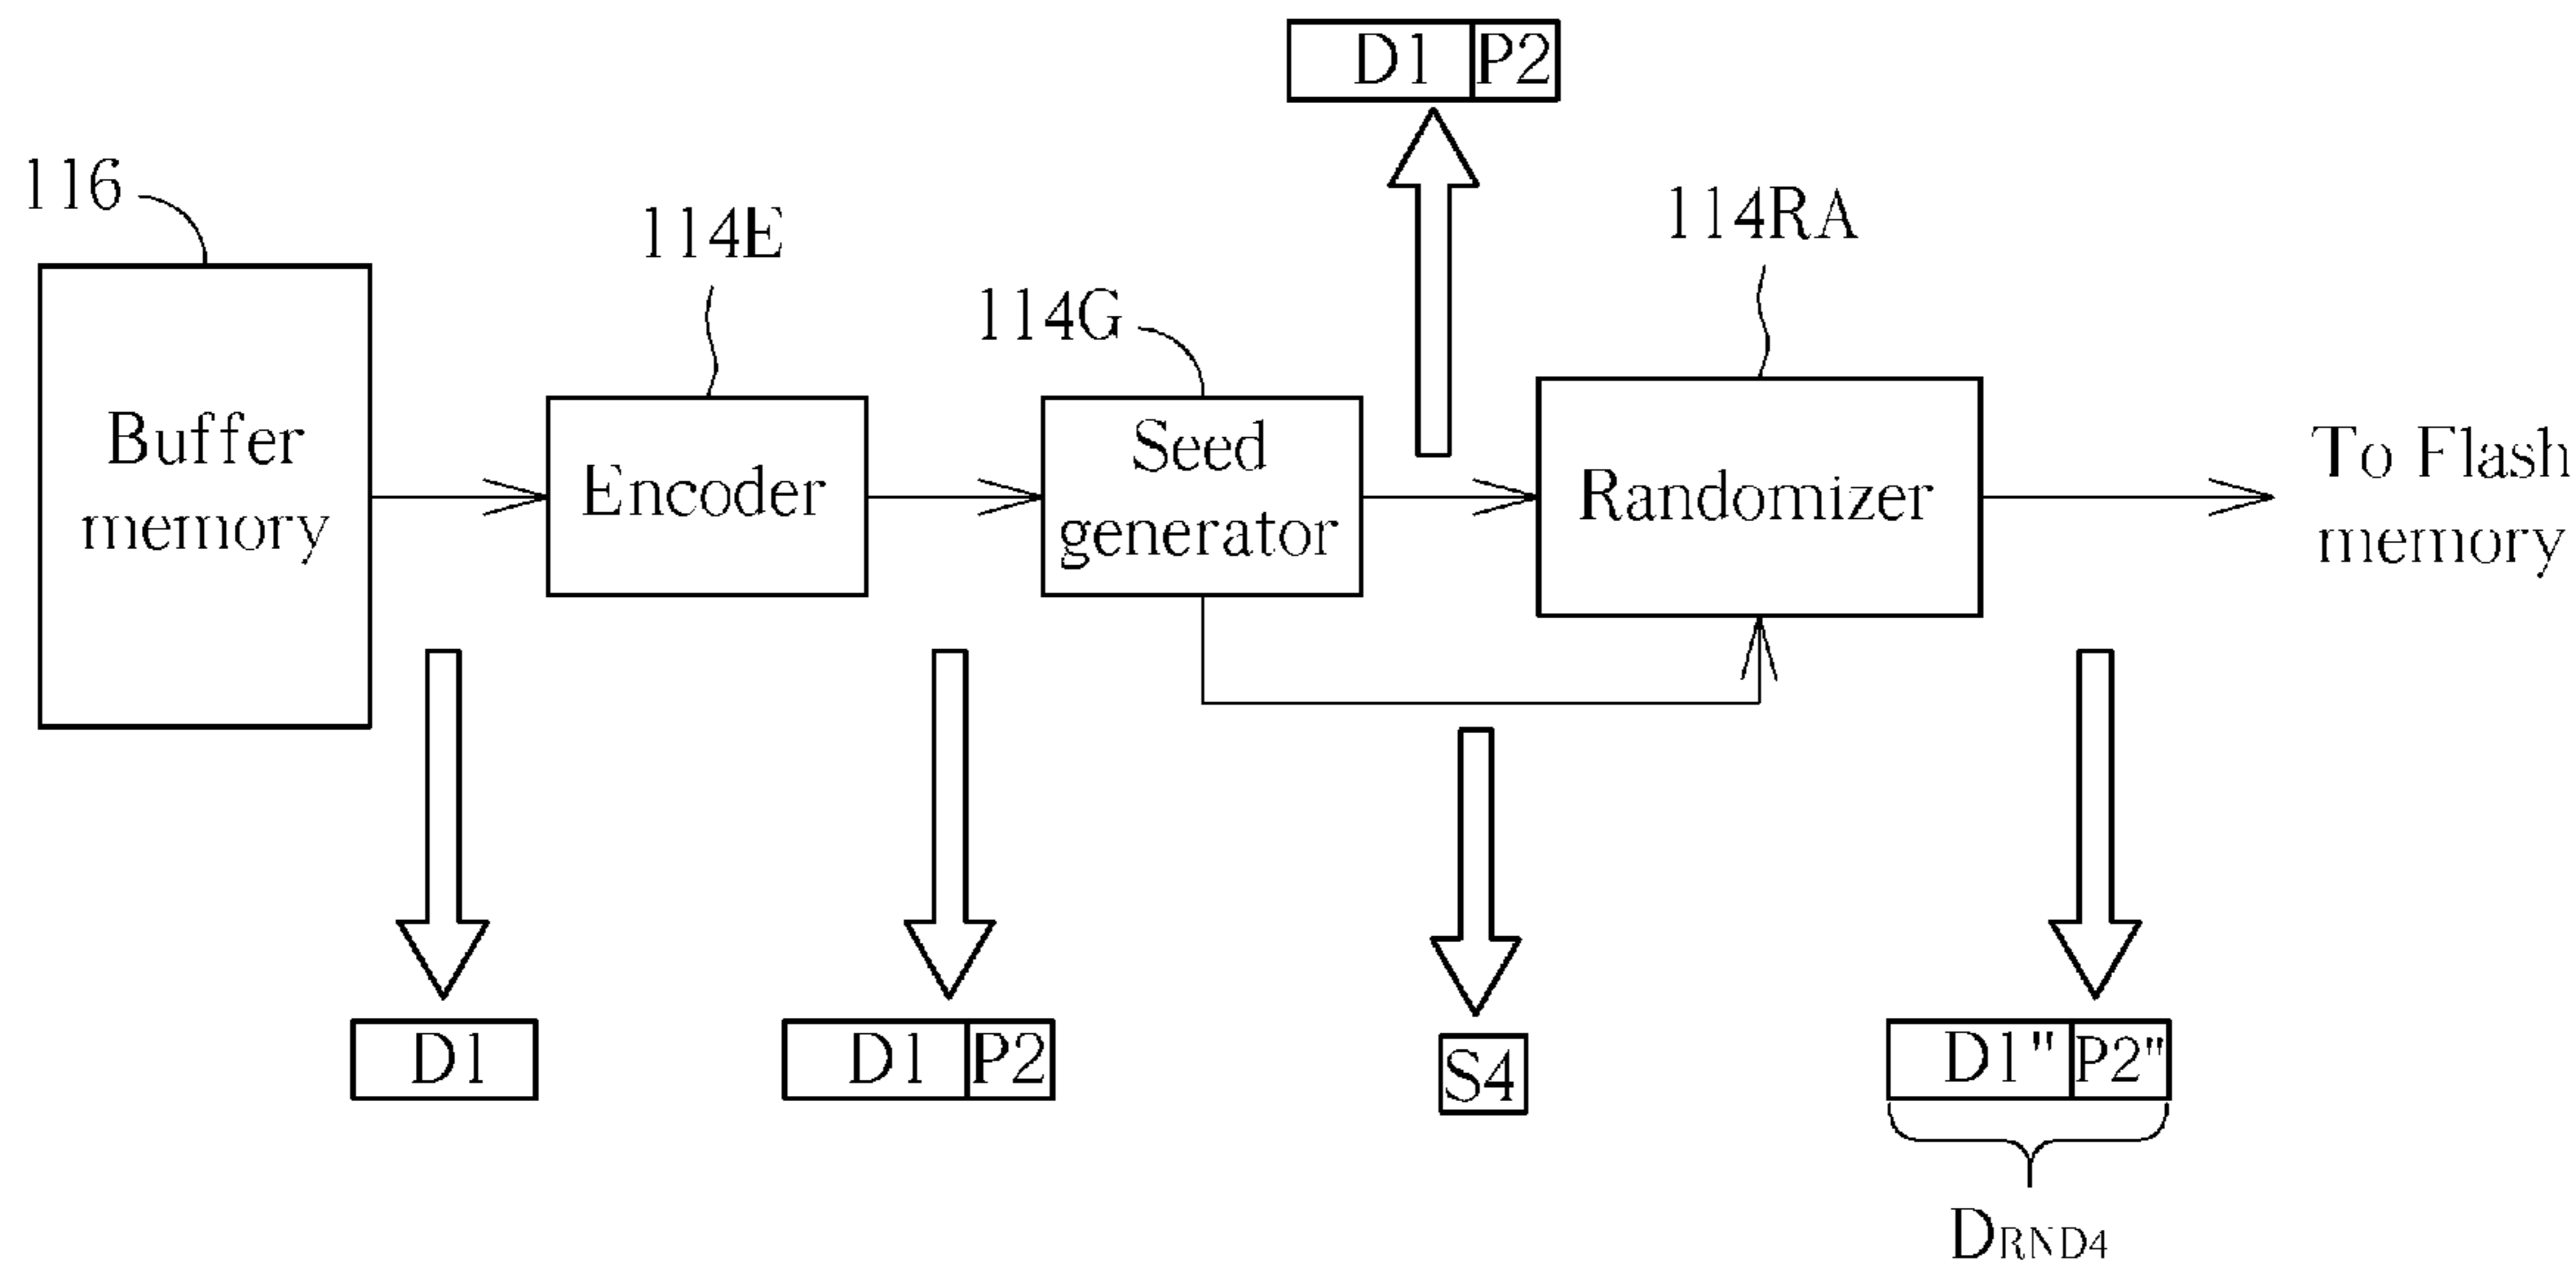 D1 P2
116
114E
114G
114RA
Buffer
memory
Encoder
Seed
generator
Randomizer
To Flash
memory
D1
D1 P2
S4
D1" P2"
DRND4